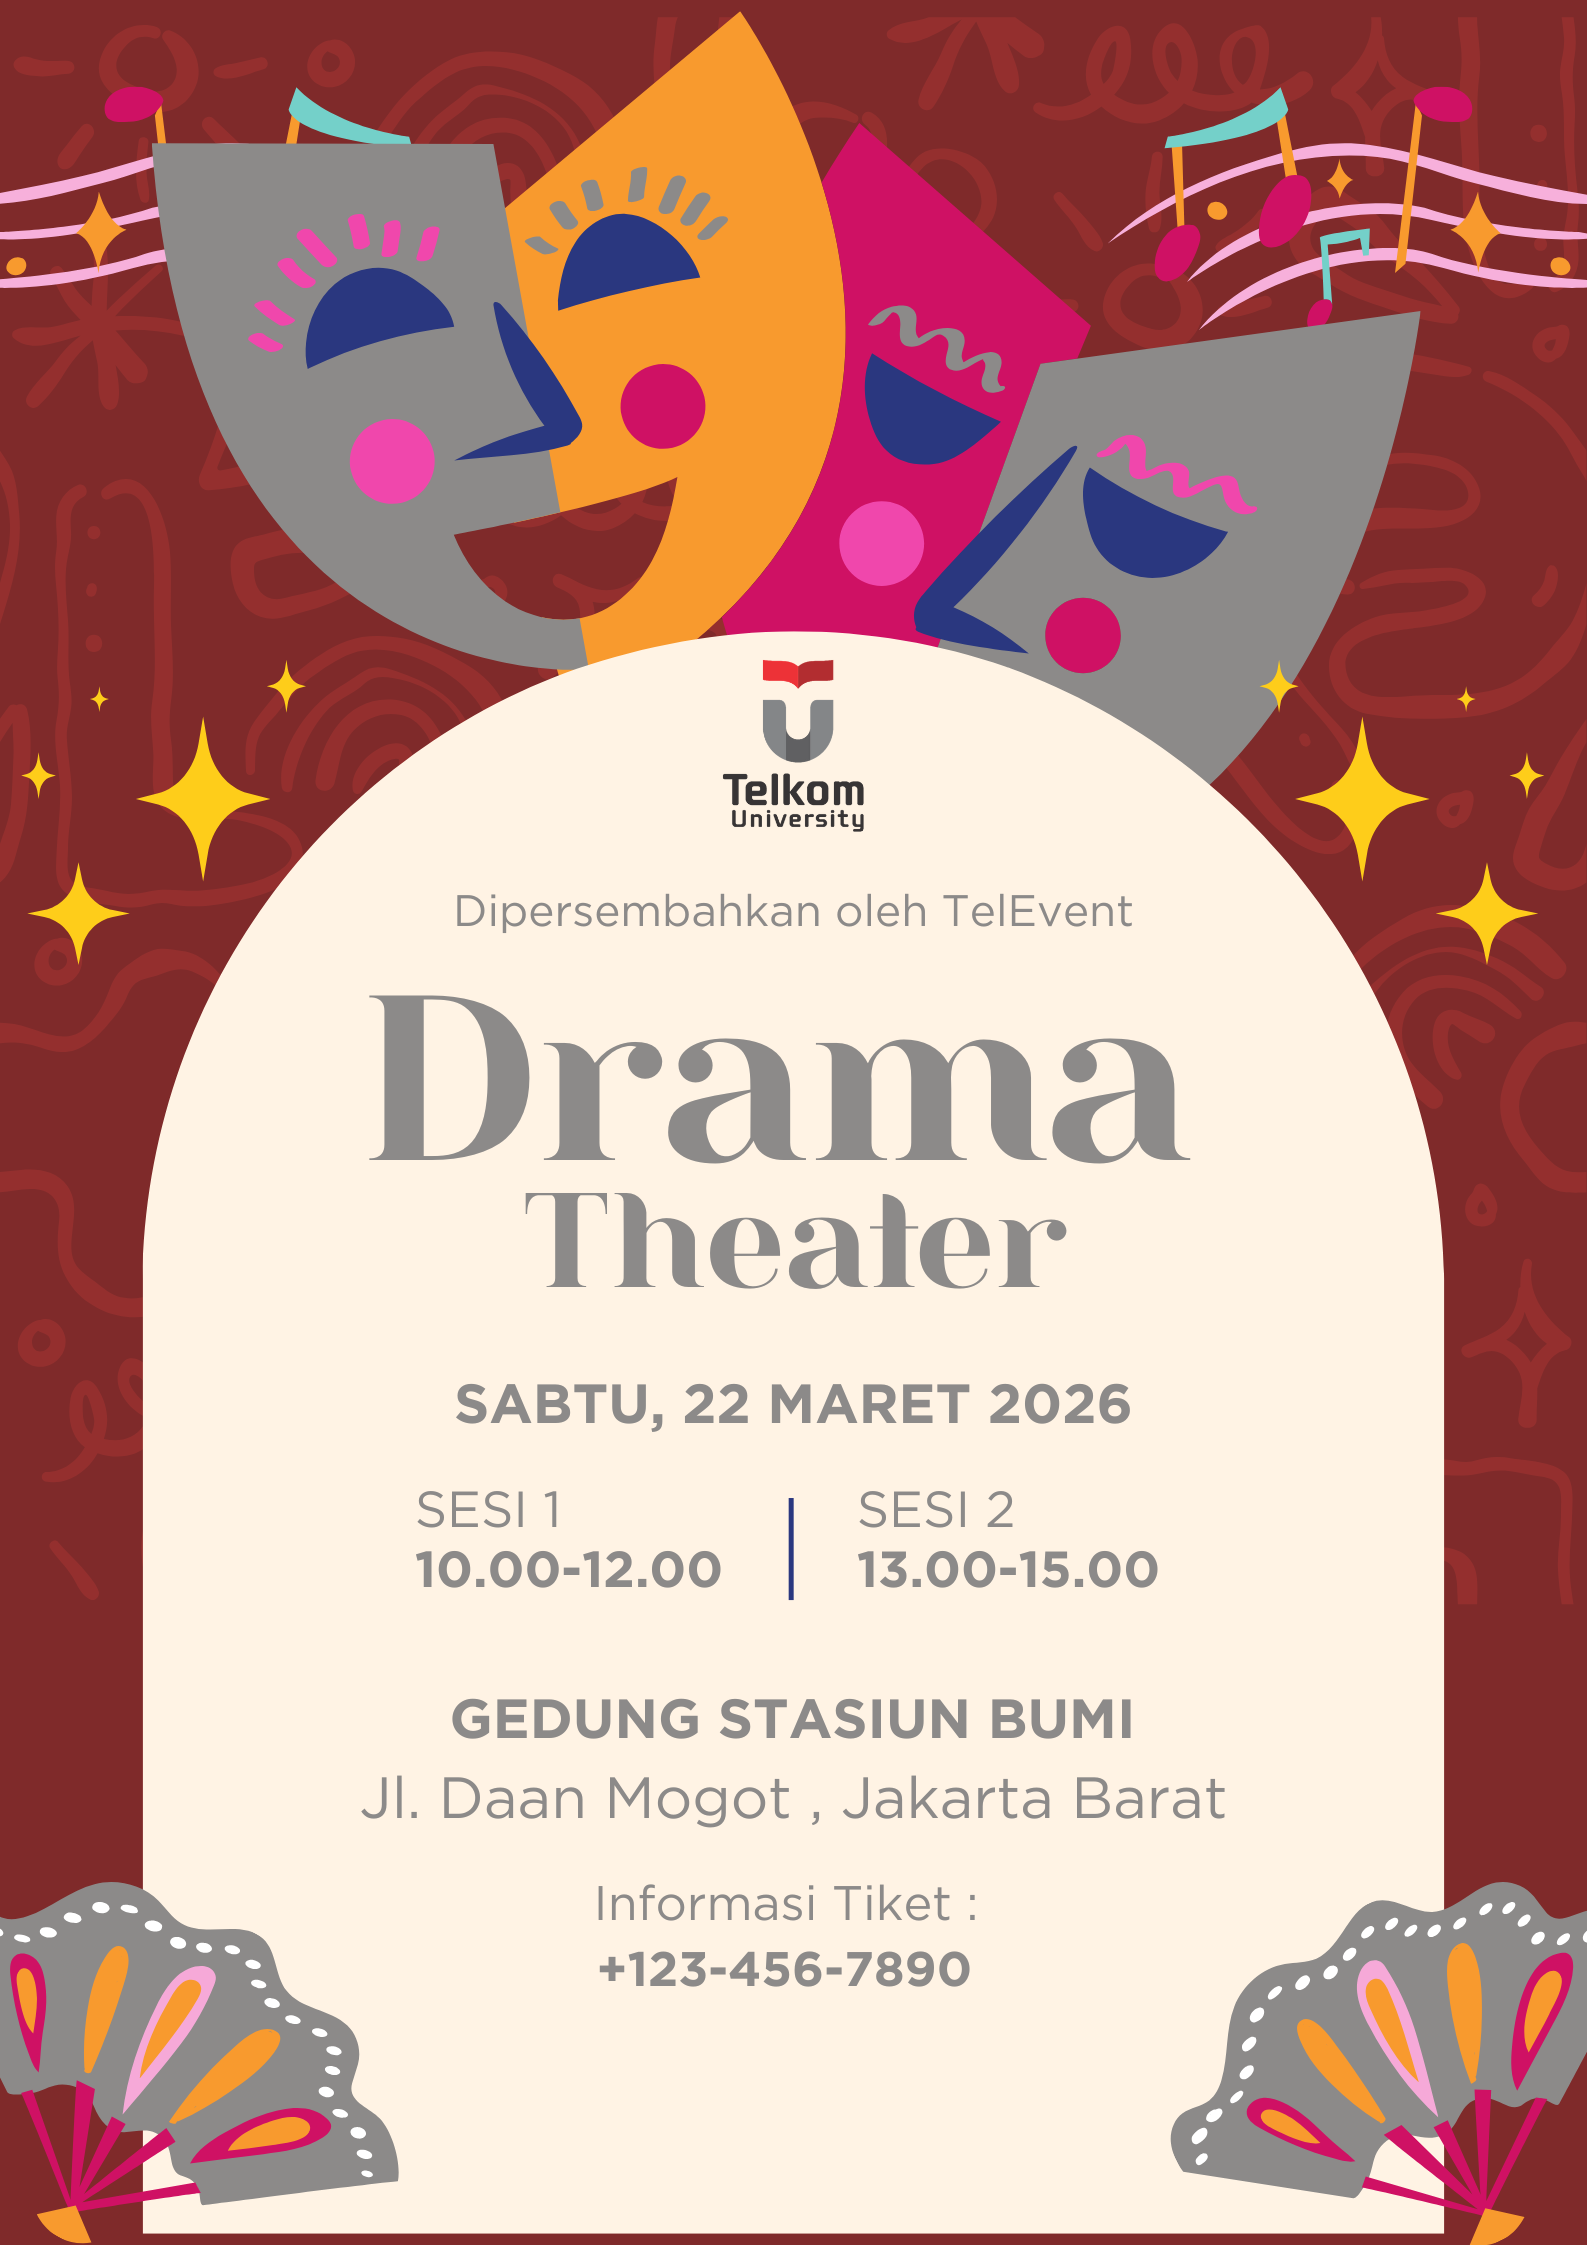 Telkom
University
Dipersembahkan oleh TelEvent
Drama
Theater
SABTU, 22 MARET 2026
SESI 1
10.00-12.00
SESI 2
13.00-15.00
GEDUNG STASIUN BUMI
Jl. Daan Mogot , Jakarta Barat
Informasi Tiket :
+123-456-7890